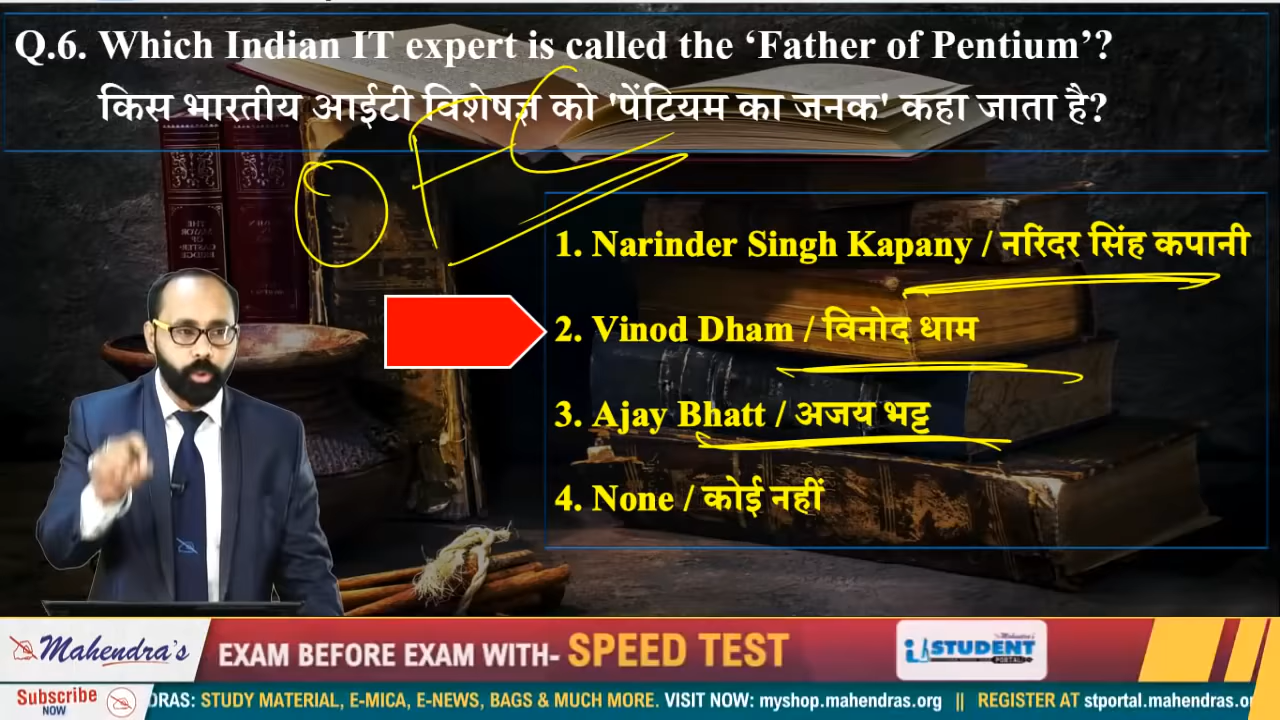 Q.6. Which Indian IT expert is called the ‘Father of Pentium’?
किस भारतीय आईटी विशेषज्ञ को 'पेंटियम का जनक' कहा जाता है?
1. Narinder Singh Kapany / नरिंदर सिंह कपानी
2. Vinod Dham / विनोद धाम
3. Ajay Bhatt / अजय भट्ट
4. None / कोई नहीं
Mahendra's
EXAM BEFORE EXAM WITH- SPEED TEST
STUDENT
PORTAL
Subscribe
NOW
DRAS: STUDY MATERIAL, E-MICA, E-NEWS, BAGS & MUCH MORE. VISIT NOW: myshop.mahendras.org || REGISTER AT stportal.mahendras.or